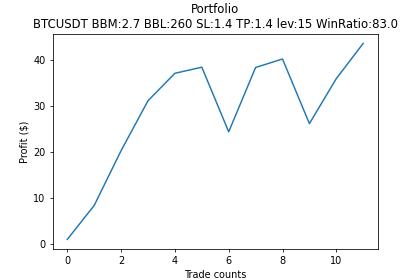 Portfolio
BTCUSDT BBM:2.7 BBL:260 SL:1.4 TP:1.4 lev:15 WinRatio:83.0
40
30
20
10
0
Profit ($)
0 2 4 6 8 10
Trade counts